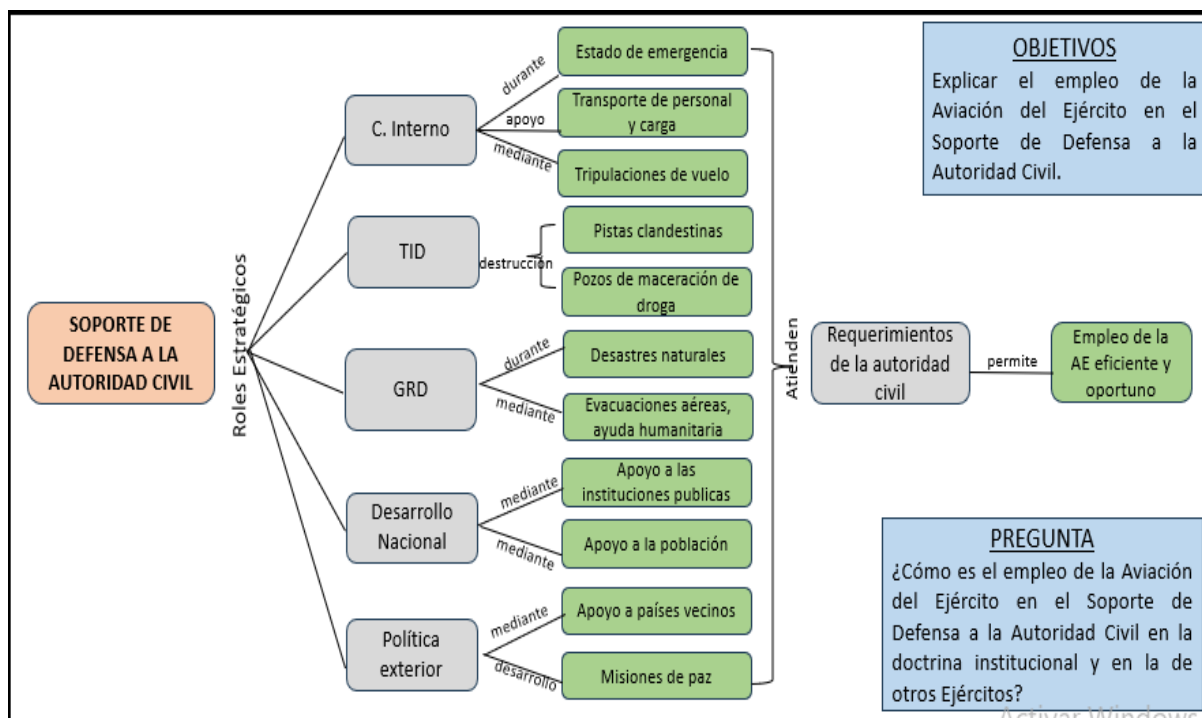 SOPORTE DE
DEFENSA A LA
AUTORIDAD CIVIL
Roles Estratégicos
C. Interno
durante
apoyo
mediante
Estado de emergencia
Transporte de personal
y carga
Tripulaciones de vuelo
TID
destrucción
Pistas clandestinas
Pozos de maceración de
droga
GRD
durante
mediante
Desastres naturales
Evacuaciones aéreas,
ayuda humanitaria
Desarrollo
Nacional
mediante
mediante
Apoyo a las
instituciones publicas
Apoyo a la población
Política
exterior
mediante
desarrollo
Apoyo a países vecinos
Misiones de paz
Atienden
Requerimientos
de la autoridad
civil
permite
Empleo de la
AE eficiente y
oportuno
OBJETIVOS
Explicar el empleo de la
Aviación del Ejército en el
Soporte de Defensa a la
Autoridad Civil.
PREGUNTA
¿Cómo es el empleo de la Aviación
del Ejército en el Soporte de
Defensa a la Autoridad Civil en la
doctrina institucional y en la de
otros Ejércitos?
Activar Windows